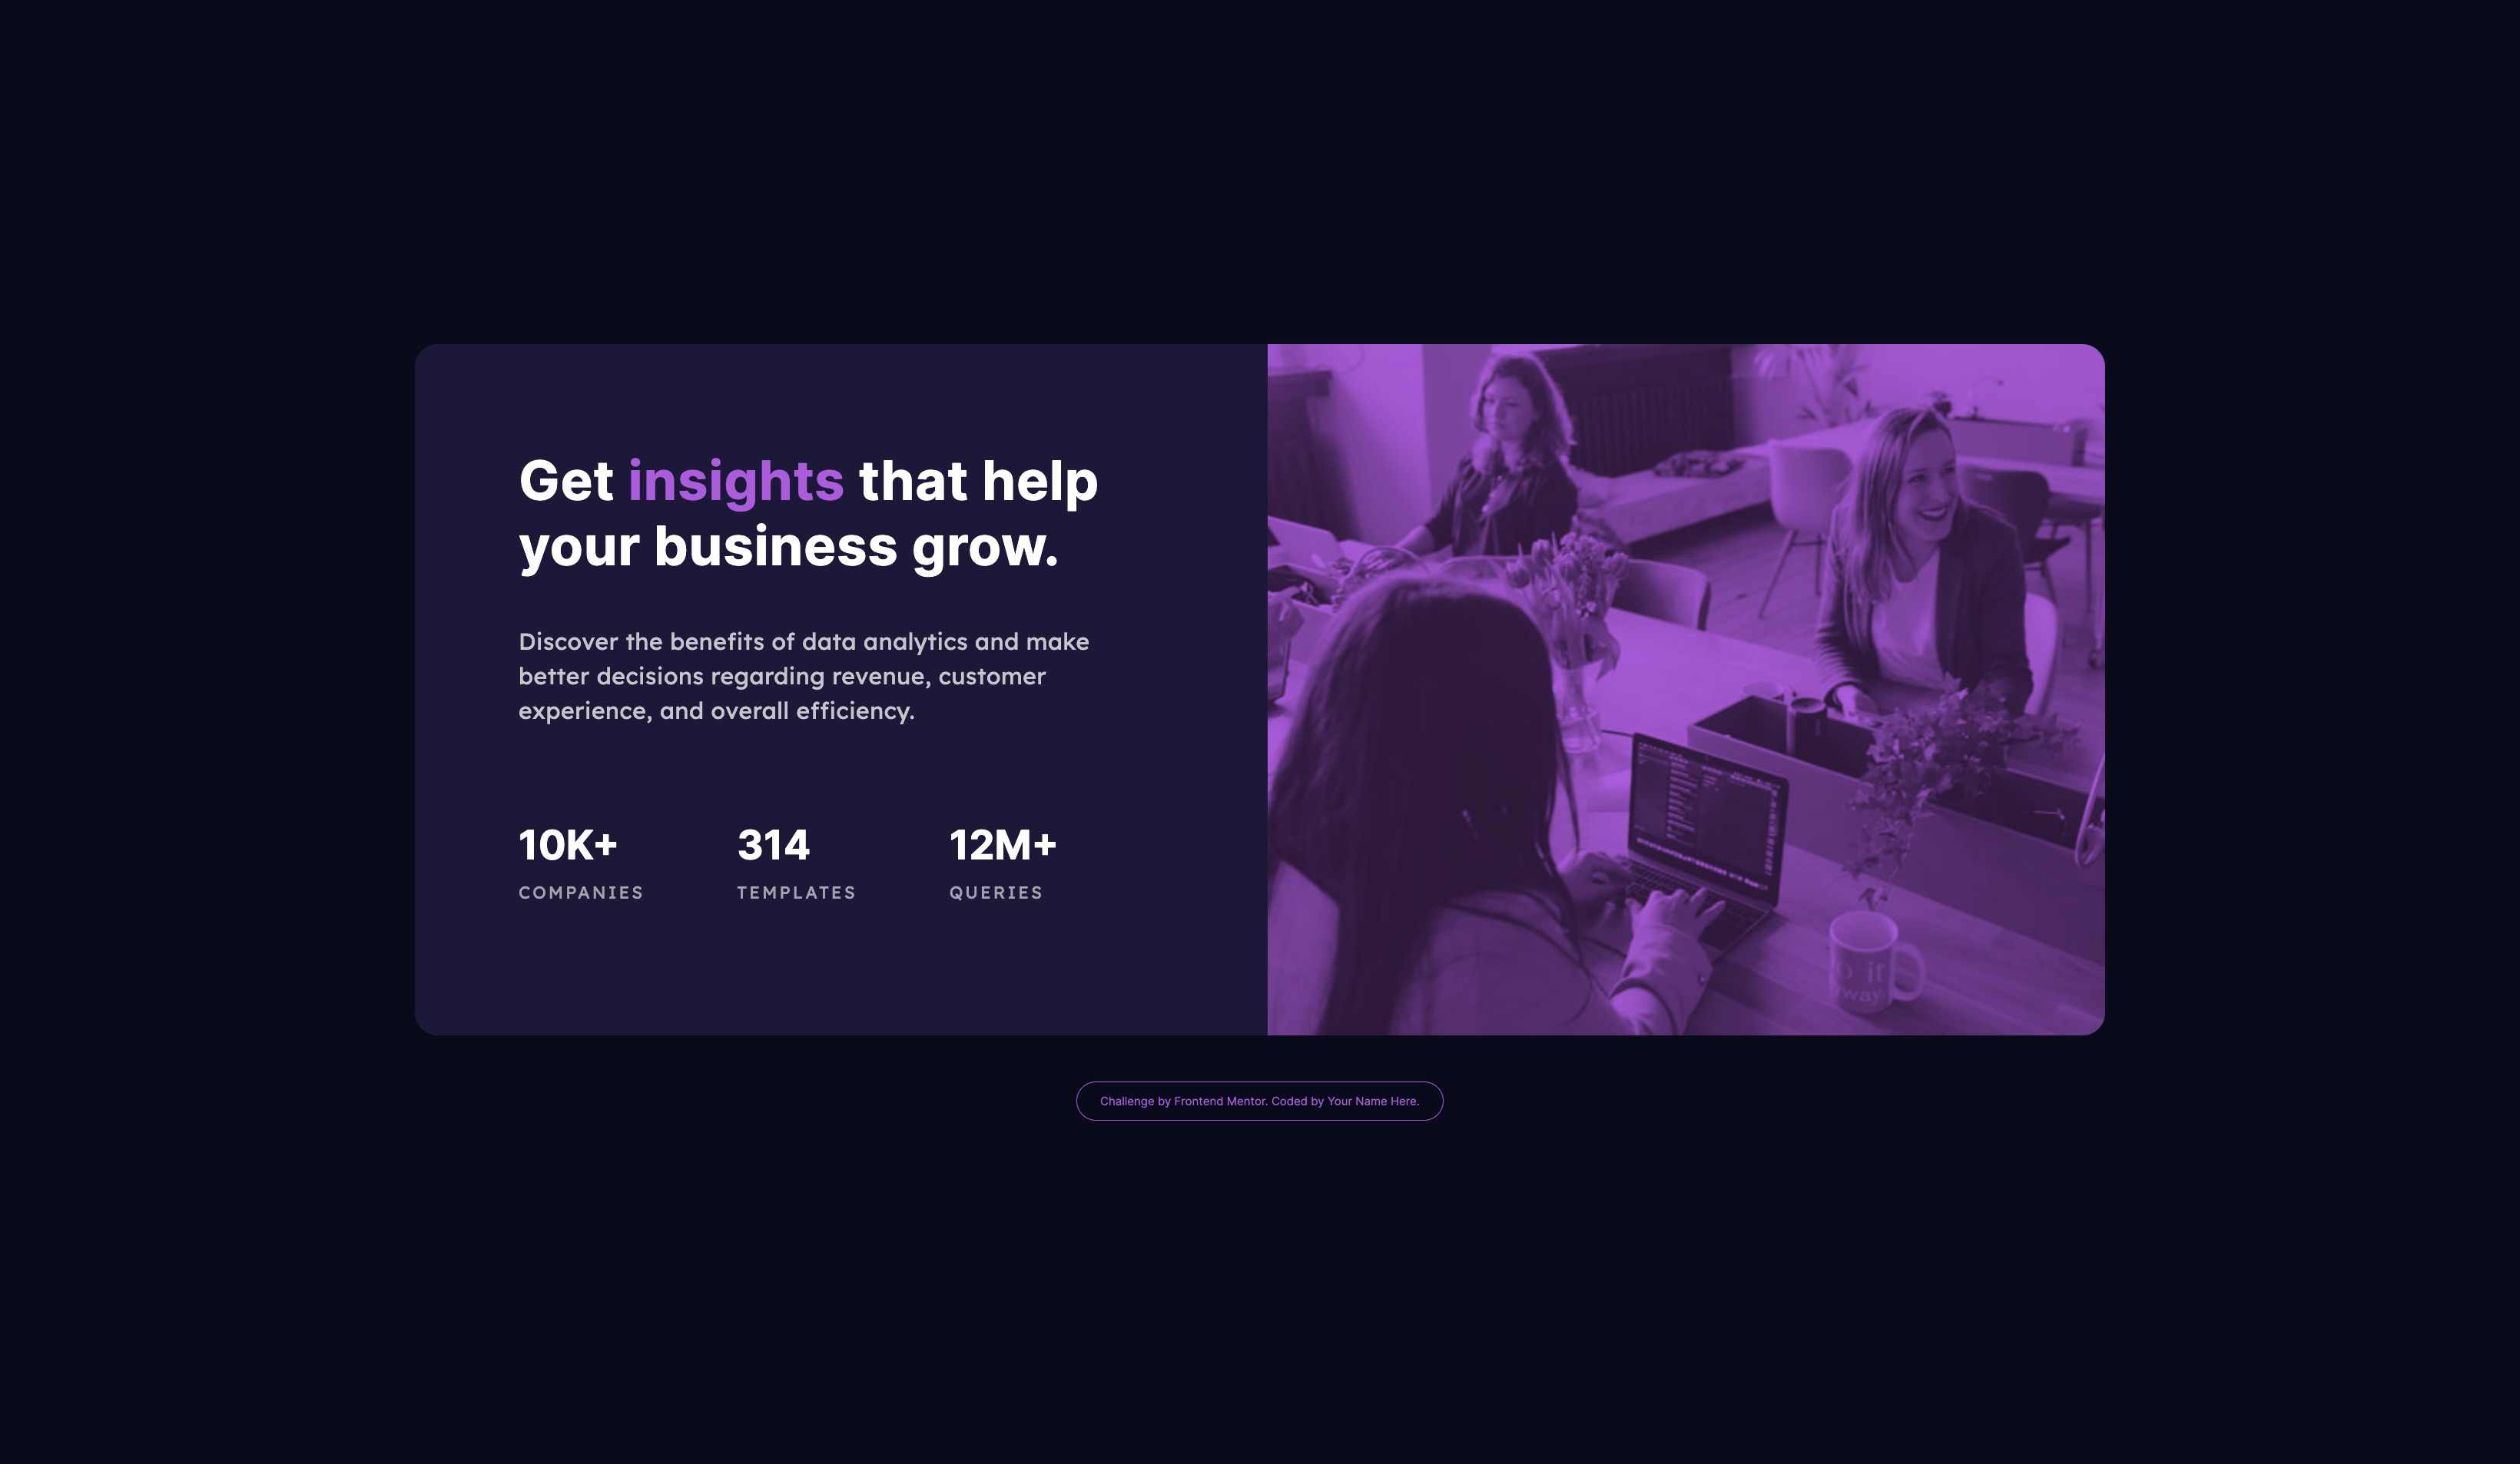 Get insights that help
your business grow.
Discover the benefits of data analytics and make
better decisions regarding revenue, customer
experience, and overall efficiency.
10K+
COMPANIES
314
TEMPLATES
12M+
QUERIES
Challenge by Frontend Mentor. Coded by Your Name Here.